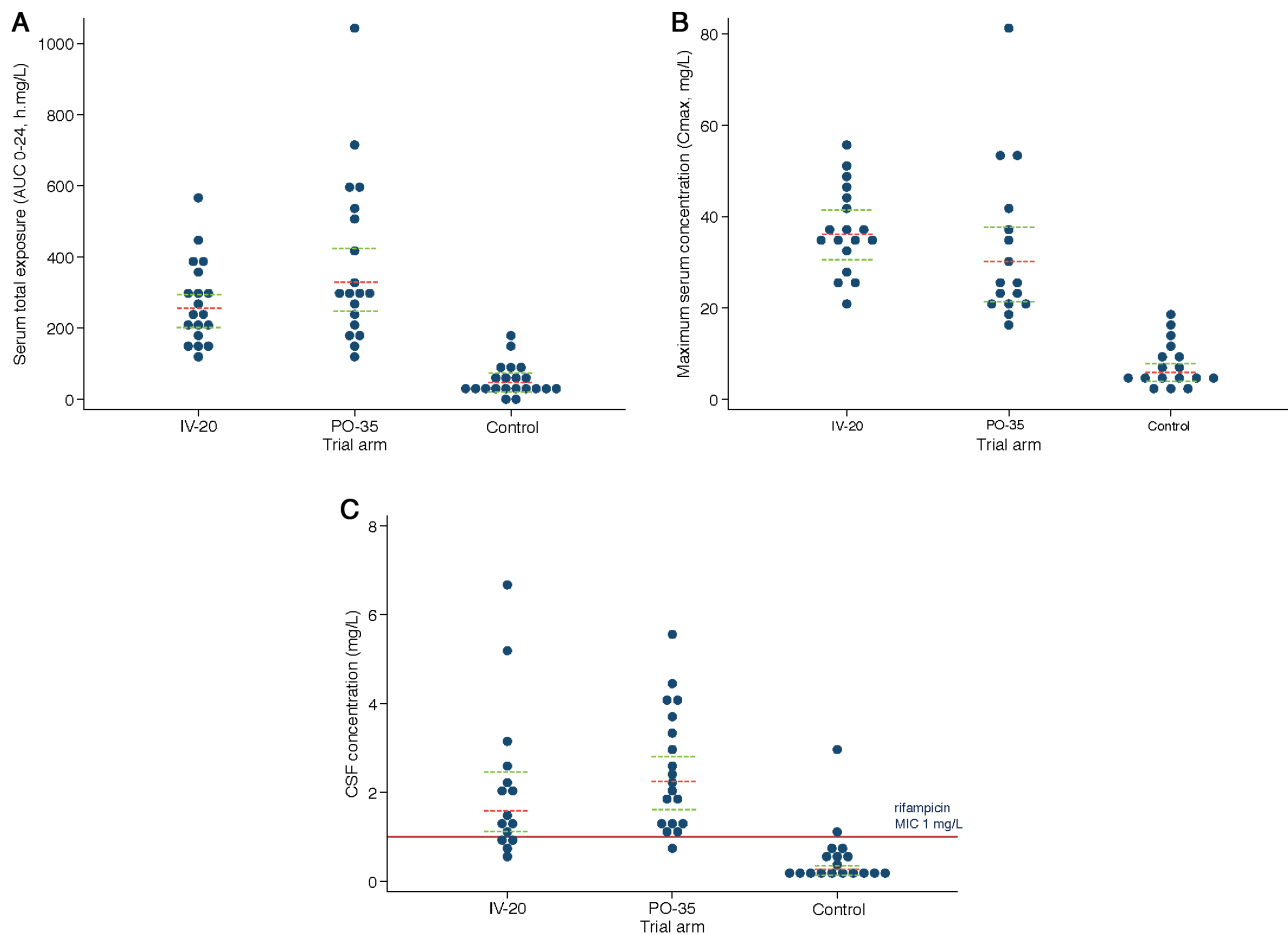 A
Serum total exposure (AUC 0-24, h.mg/L)
1000
800
600
400
200
0
IV-20 PO-35 Control
Trial arm
B
Maximum serum concentration (Cmax, mg/L)
80
60
40
20
0
IV-20 PO-35 Control
Trial arm
C
CSF concentration (mg/L)
8
6
4
2
0
rifampicin
MIC 1 mg/L
IV-20 PO-35 Control
Trial arm